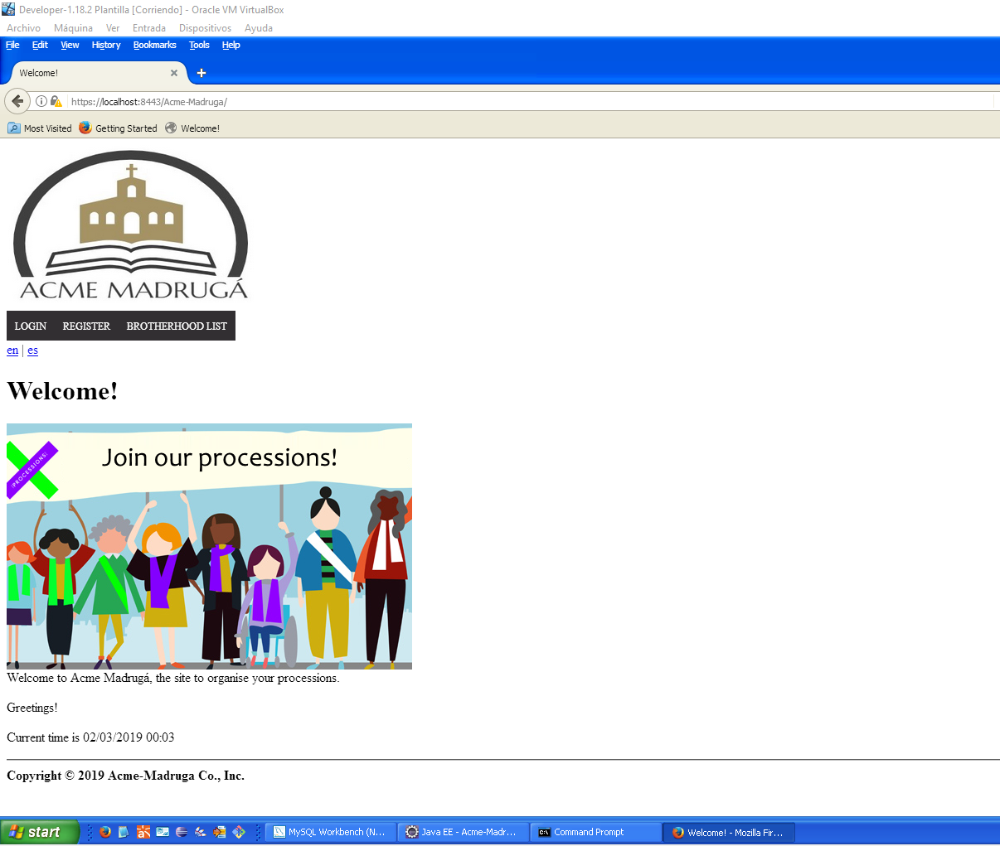 Developer-1.18.2 Plantilla [Corriendo] - Oracle VM VirtualBox
Archivo Máquina Ver Entrada Dispositivos Ayuda
File Edit View History Bookmarks Tools Help
Welcome!
https://localhost:8443/Acme-Madruga/
Most Visited Getting Started Welcome!
ACME MADRUGÁ
LOGIN REGISTER BROTHERHOOD LIST
en | es
Welcome!
Join our processions!
¡PROCESSIONS!
Welcome to Acme Madrugá, the site to organise your processions.
Greetings!
Current time is 02/03/2019 00:03
Copyright © 2019 Acme-Madruga Co., Inc.
start MySQL Workbench (N... Java EE - Acme-Madr... Command Prompt Welcome! - Mozilla Fir...